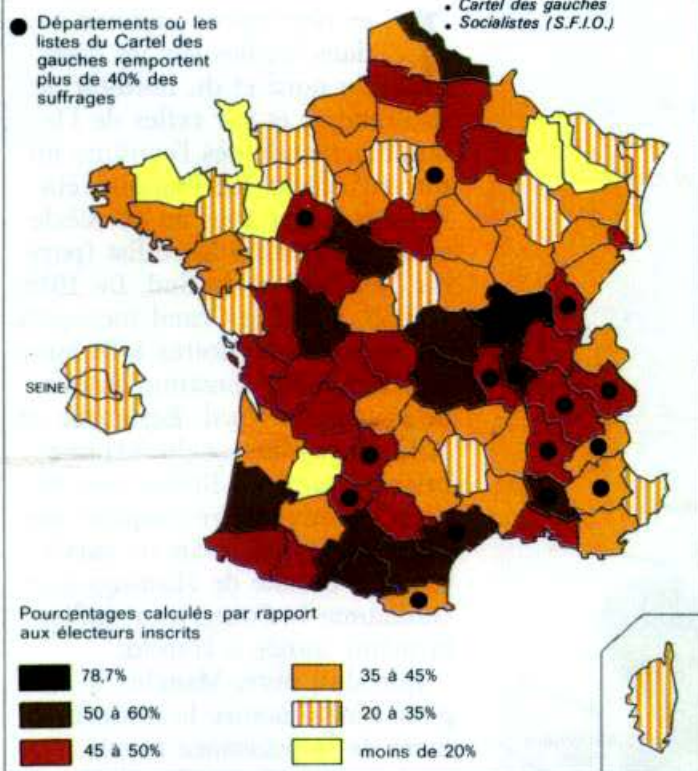 • Cartel des gauches
• Socialistes (S.F.I.O.)
● Départements où les
listes du Cartel des
gauches remportent
plus de 40% des
suffrages
SEINE
Pourcentages calculés par rapport
aux électeurs inscrits
78,7%
50 à 60%
45 à 50%
35 à 45%
20 à 35%
moins de 20%